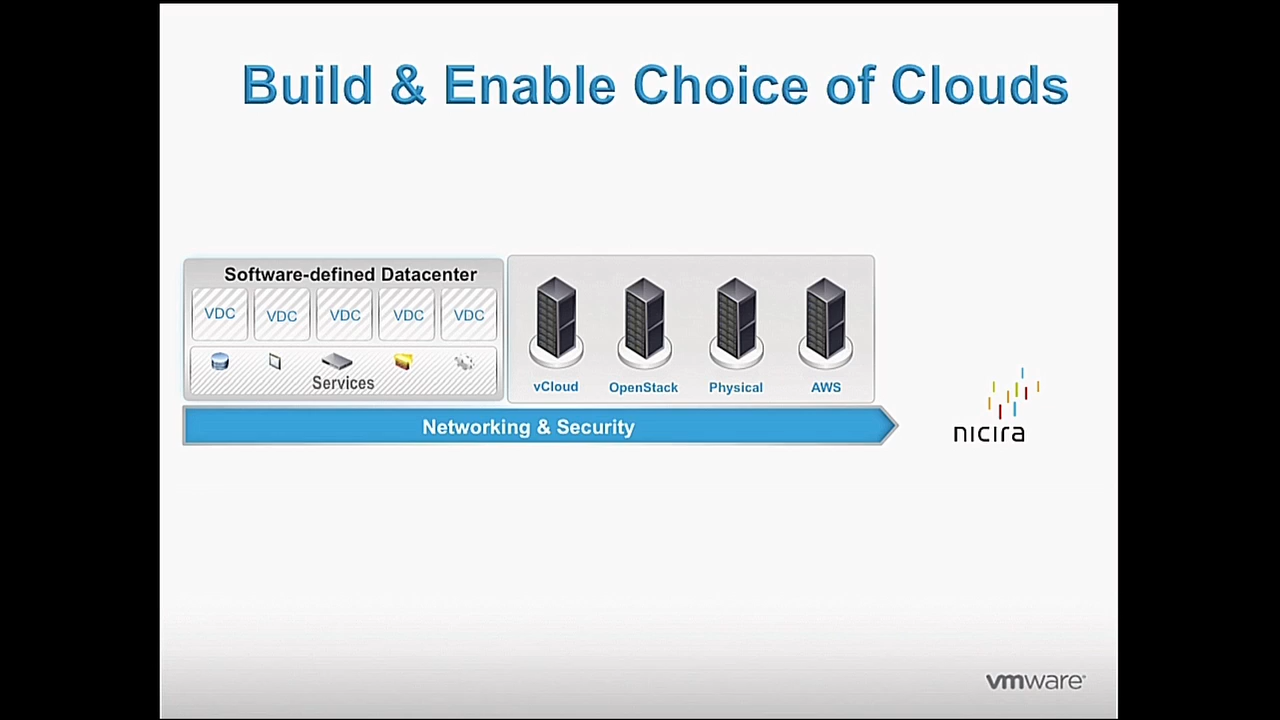 Build & Enable Choice of Clouds
Software-defined Datacenter
VDC VDC VDC VDC VDC
Services
vCloud OpenStack Physical AWS
Networking & Security
nicira
vmware